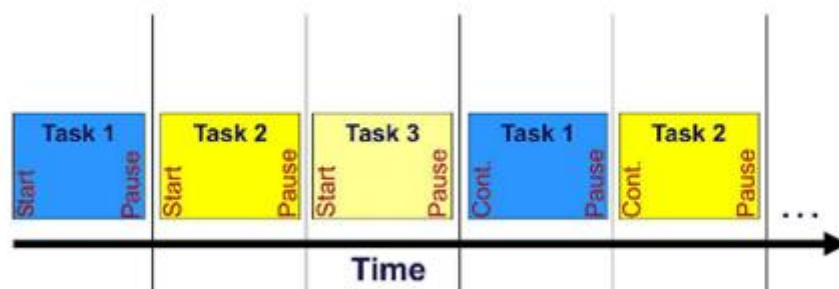 Task 1
Start
Pause
Task 2
Start
Pause
Task 3
Start
Pause
Task 1
Cont.
Pause
Task 2
Cont.
Pause
...
Time